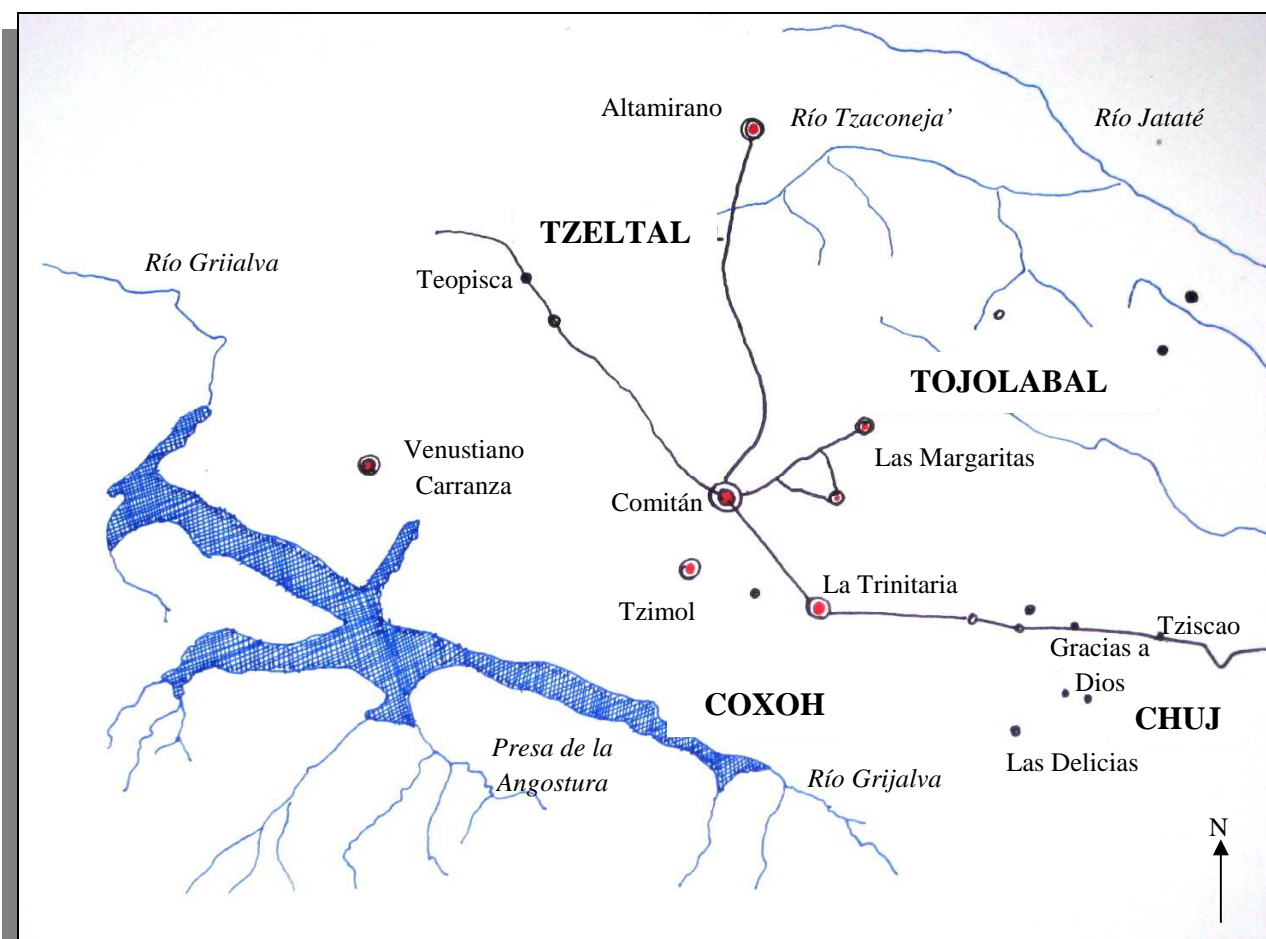 Altamirano
Río Tzaconeja’
Río Jataté
TZELTAL
Río Griialva
Teopisca
TOJOLABAL
Venustiano
Carranza
Las Margaritas
Comitán
La Trinitaria
Tzimol
Tziscao
Gracias a
Dios
COXOH
CHUJ
Presa de la
Angostura
Las Delicias
Río Grijalva
N